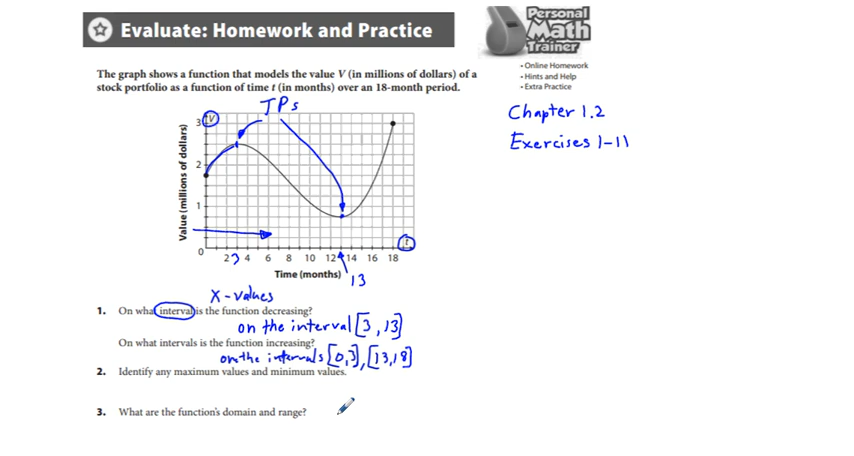 Evaluate: Homework and Practice
Personal
Math
Trainer
• Online Homework
• Hints and Help
• Extra Practice
The graph shows a function that models the value V (in millions of dollars) of a
stock portfolio as a function of time t (in months) over an 18-month period.
TPs
Chapter 1.2
Exercises 1-11
Value (millions of dollars)
3
V
2
1
0
2 3 4 6 8 10 12 14 16 18
t
Time (months)
13
X-values
1. On what interval is the function decreasing?
on the interval [3, 13]
On what intervals is the function increasing?
on the intervals [0,3], [13,18]
2. Identify any maximum values and minimum values.
3. What are the function's domain and range?